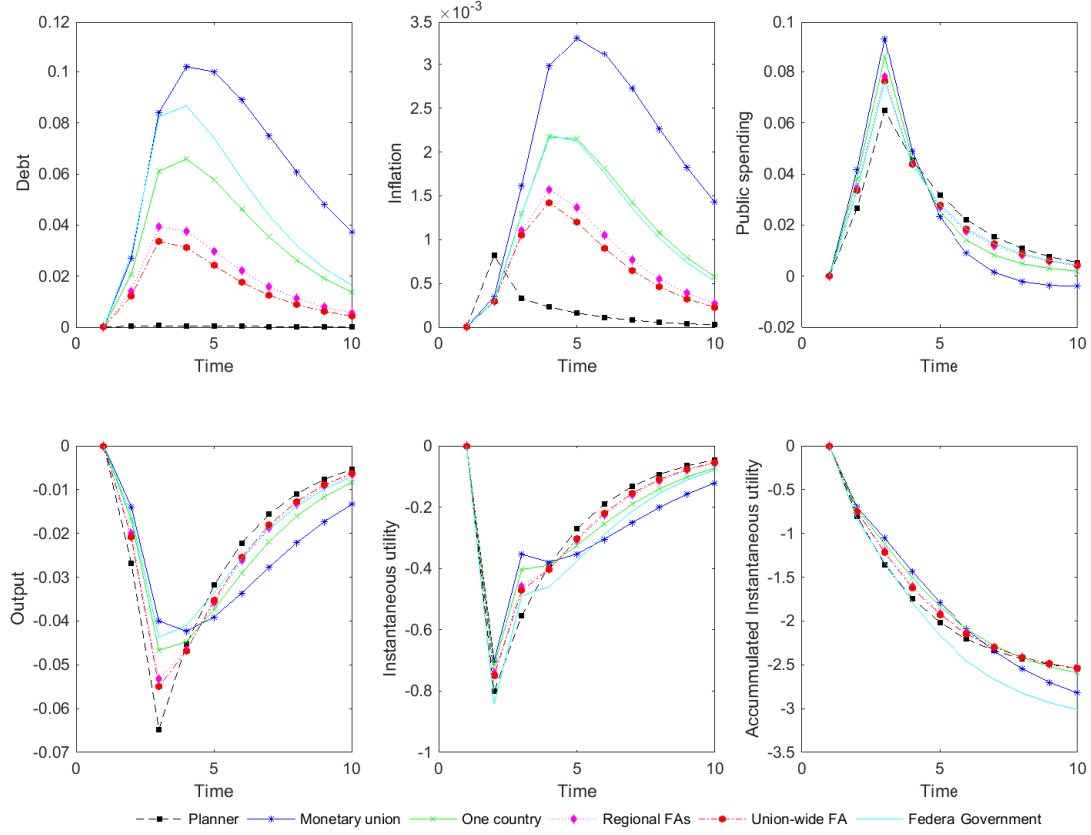 0.12
0.1
0.08
0.06
0.04
0.02
0
0 5 10
Debt
Time
×10-3
3.5
3
2.5
2
1.5
1
0.5
0
0 5 10
Inflation
Time
0.1
0.08
0.06
0.04
0.02
0
-0.02
0 5 10
Public spending
Time
0
-0.01
-0.02
-0.03
-0.04
-0.05
-0.06
-0.07
0 5 10
Output
Time
0
-0.2
-0.4
-0.6
-0.8
-1
0 5 10
Instantaneous utility
Time
0
-0.5
-1
-1.5
-2
-2.5
-3
-3.5
0 5 10
Accummulated Instantaneous utility
Time
Planner Monetary union One country Regional FAs Union-wide FA Federa Government